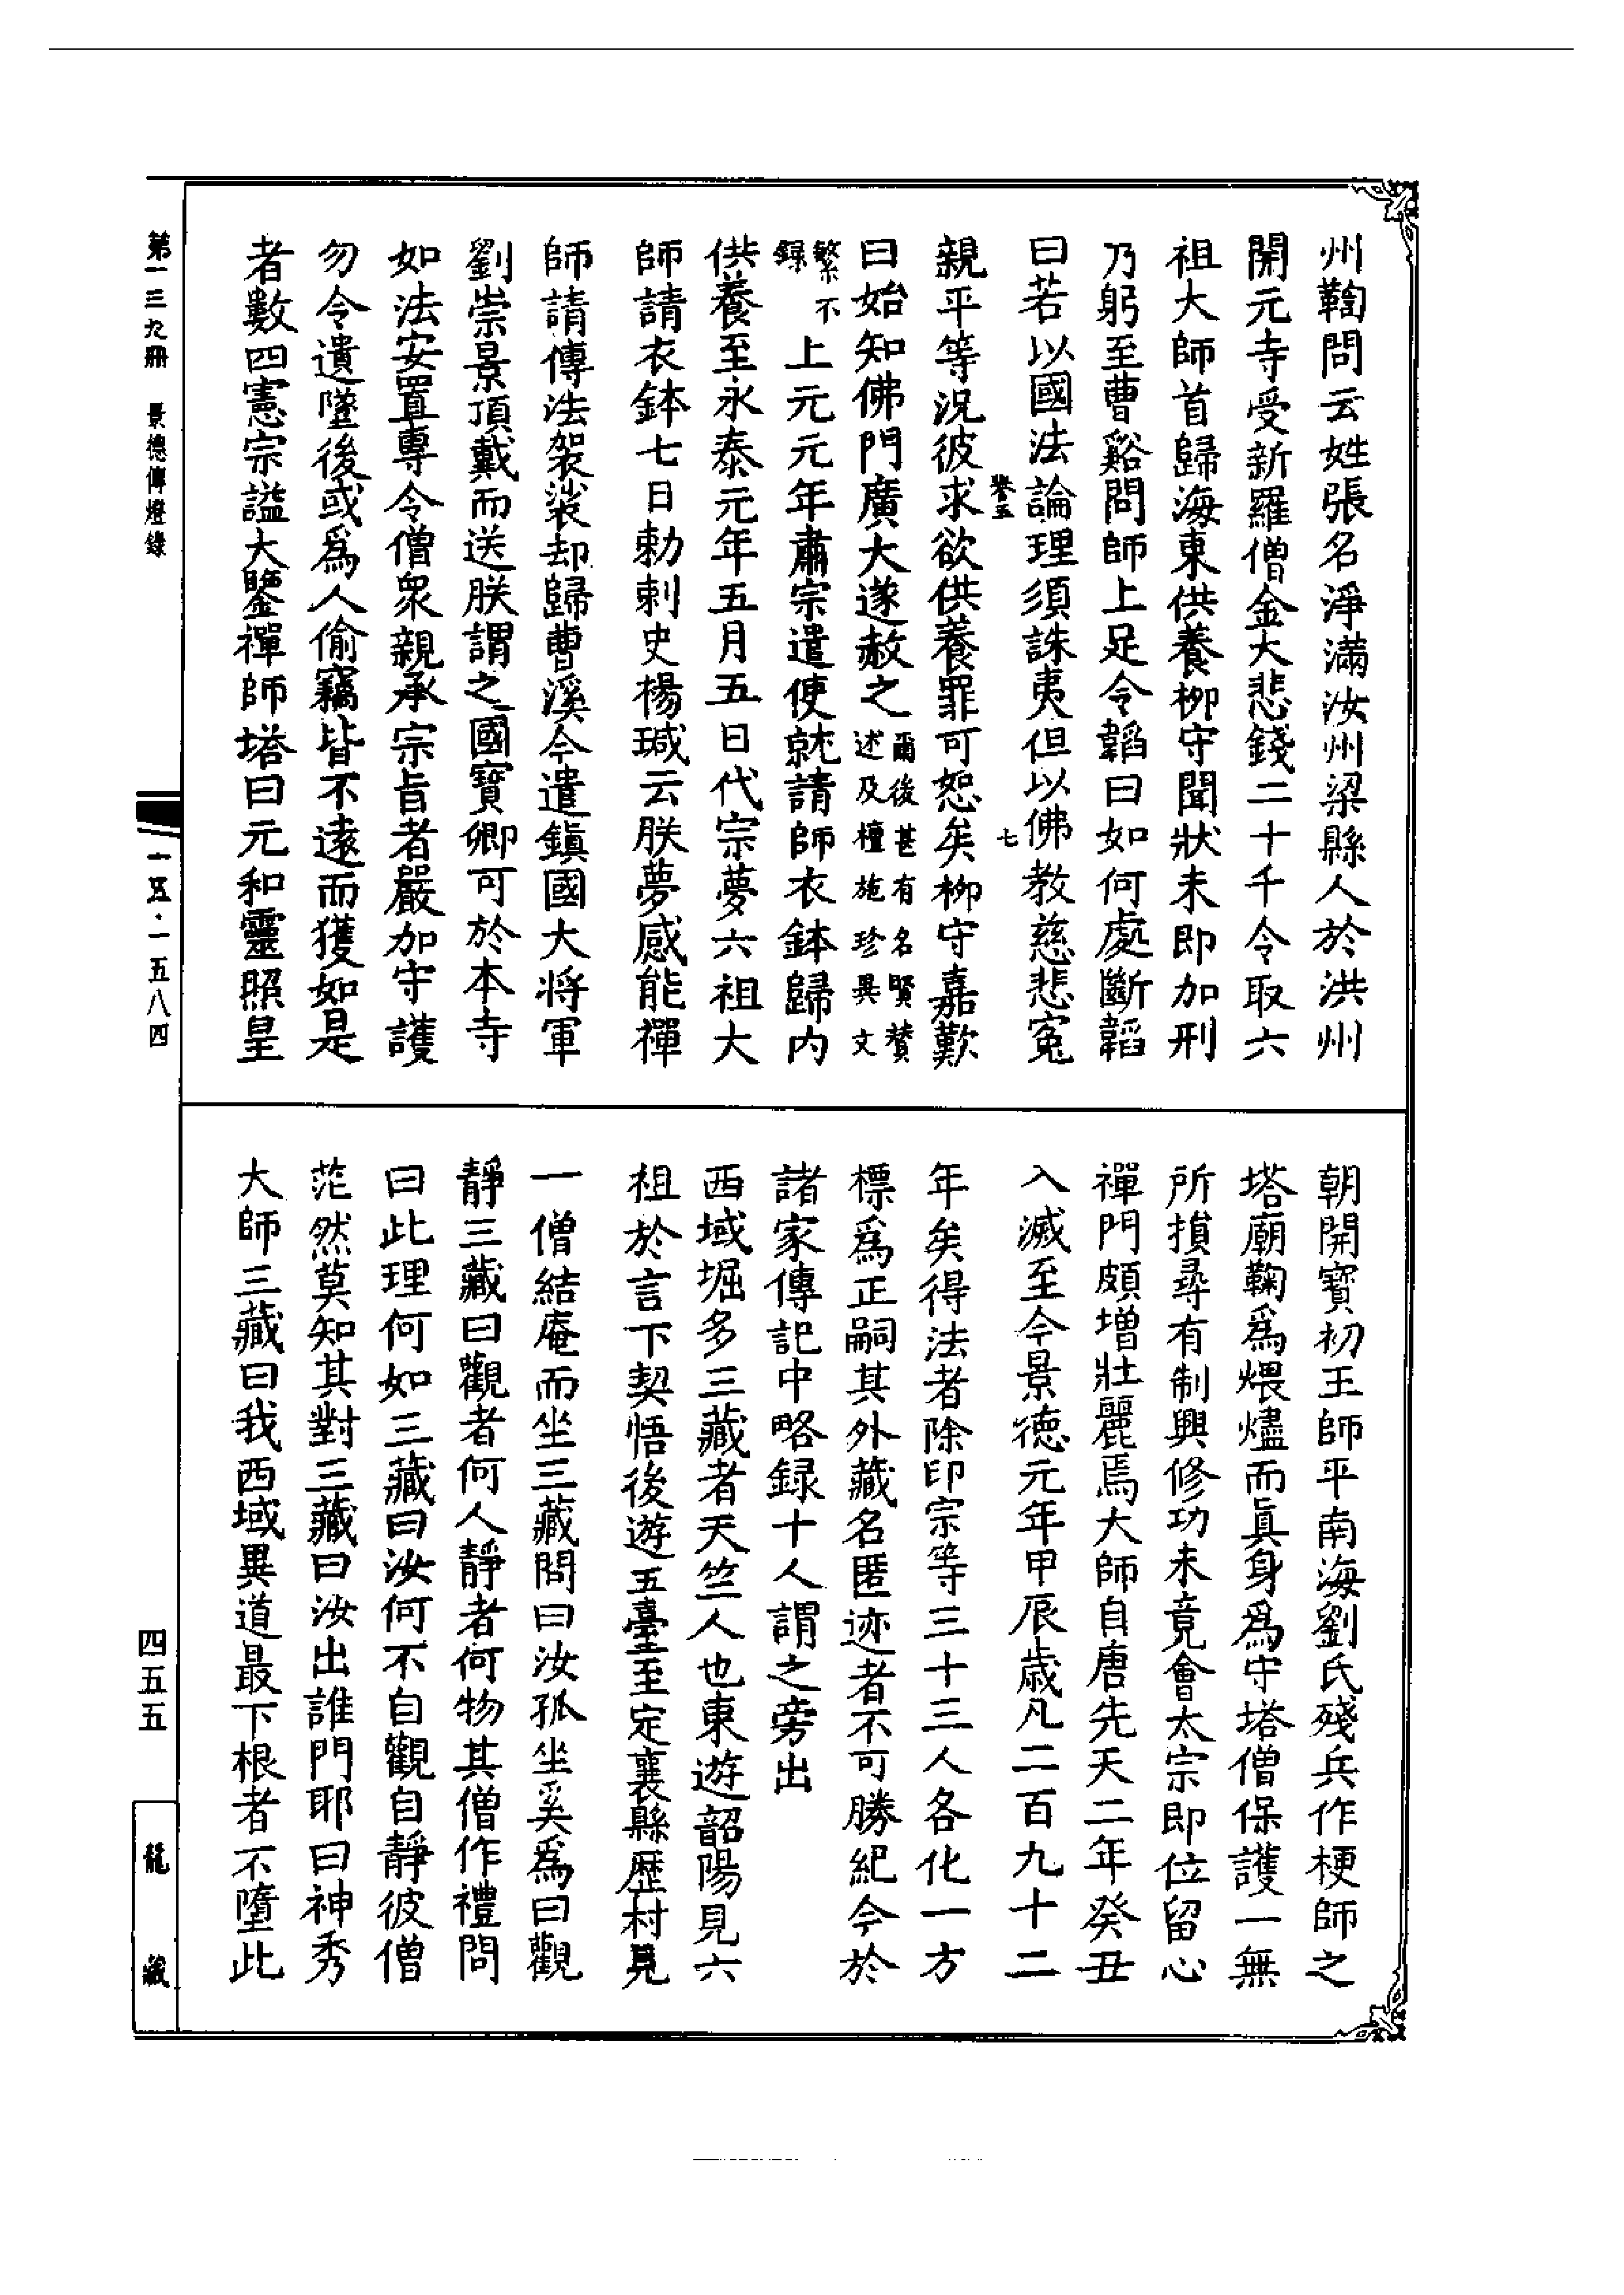 州鞫問云姓張名淨滿汝州梁縣人於洪州
開元寺受新羅僧金大悲錢二十千令取六
祖大師首歸海東供養柳守聞狀未即加刑
乃躬至曹谿問師上足令韜曰如何處斷韜
曰若以國法論理須誅夷但以佛教慈悲寃
卷五 七
親平等況彼求欲供養罪可恕矣柳守嘉歎
曰始知佛門廣大遂赦之爾後甚有名賢贊述及檀施珍異文
繁不録上元元年肅宗遣使就請師衣鉢歸内
供養至永泰元年五月五日代宗夢六祖大
師請衣鉢七日勅刺史楊瑊云朕夢感能禪
師請傳法袈裟却歸曹溪今遣鎮國大将軍
劉崇景頂戴而送朕謂之國寳卿可於本寺
如法安置專令僧衆親承宗旨者嚴加守護
勿令遺墜後或爲人偷竊皆不遠而獲如是
者數四憲宗謚大鑒禪師塔曰元和靈照皇
朝開寳初王師平南海劉氏殘兵作梗師之
塔廟鞠爲煨燼而眞身爲守塔僧保護一無
所損尋有制興修功未竟會太宗即位留心
禪門頗增壯麗焉大師自唐先天二年癸丑
入滅至今景德元年甲辰歳凡二百九十二
年矣得法者除印宗等三十三人各化一方
標爲正嗣其外藏名匿迹者不可勝紀今於
諸家傳記中略録十人謂之旁出
西域堀多三藏者天竺人也東遊韶陽見六
祖於言下契悟後遊五臺至定襄縣歷村見
一僧結庵而坐三藏問曰汝孤坐奚爲曰觀
靜三藏曰觀者何人靜者何物其僧作禮問
曰此理何如三藏曰汝何不自觀自靜彼僧
茫然莫知其對三藏曰汝出誰門耶曰神秀
大師三藏曰我西域異道最下根者不墮此
第一三九冊 景德傳燈錄
一五·一五八四
四五五
龍藏